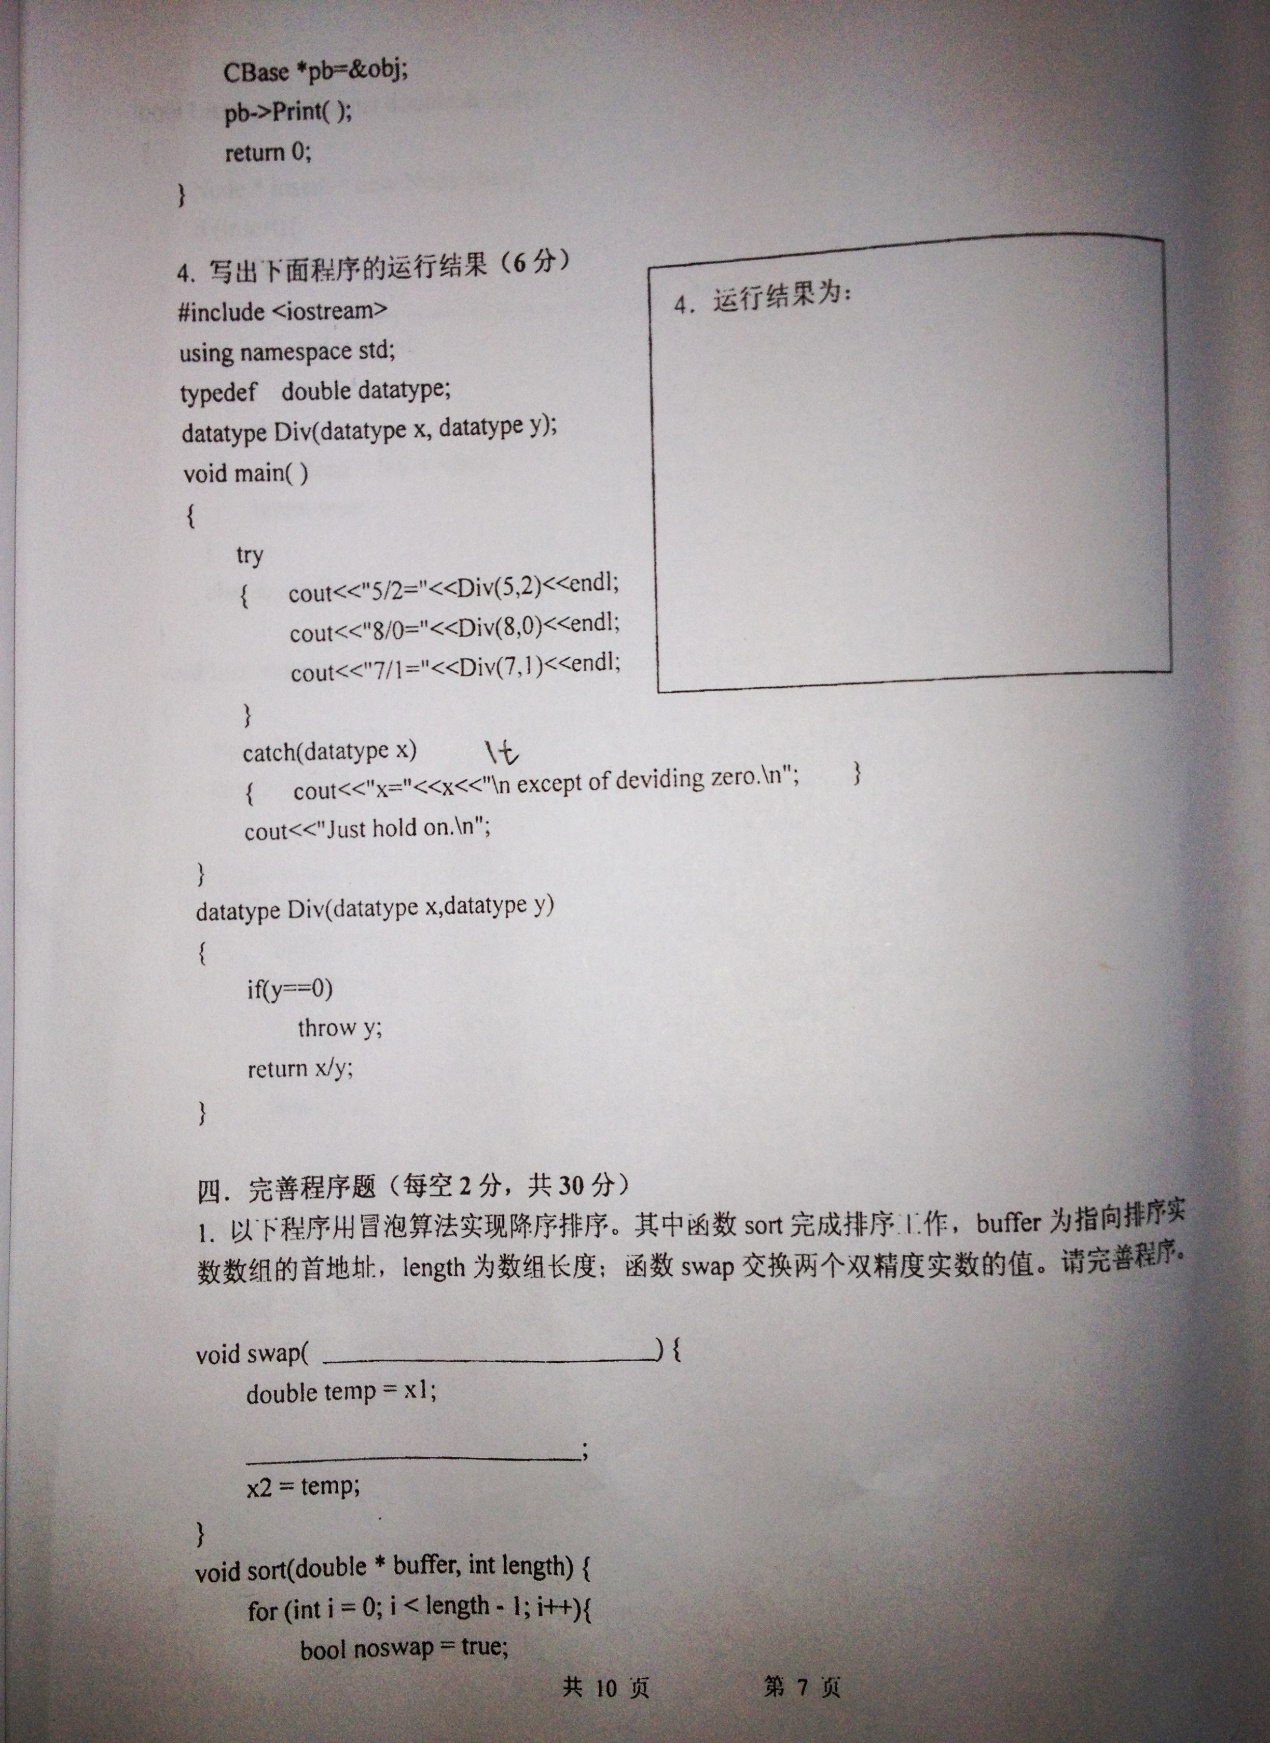 CBase *pb=&obj;
pb->Print( );
return 0;
}
4. 写出下面程序的运行结果（6 分）
#include <iostream>
using namespace std;
typedef double datatype;
datatype Div(datatype x, datatype y);
void main( )
{
try
{ cout<<"5/2="<<Div(5,2)<<endl;
cout<<"8/0="<<Div(8,0)<<endl;
cout<<"7/1="<<Div(7,1)<<endl;
}
catch(datatype x) \t
{ cout<<"x="<<x<<"\n except of deviding zero.\n"; }
cout<<"Just hold on.\n";
}
datatype Div(datatype x,datatype y)
{
if(y==0)
throw y;
return x/y;
}
4. 运行结果为：
四．完善程序题（每空 2 分，共 30 分）
1. 以下程序用冒泡算法实现降序排序。其中函数 sort 完成排序工作，buffer 为指向排序实
数数组的首地址，length 为数组长度；函数 swap 交换两个双精度实数的值。请完善程序。
void swap( ____________________ ) {
double temp = x1;
____________________;
x2 = temp;
}
void sort(double * buffer, int length) {
for (int i = 0; i < length - 1; i++){
bool noswap = true;
共 10 页 第 7 页